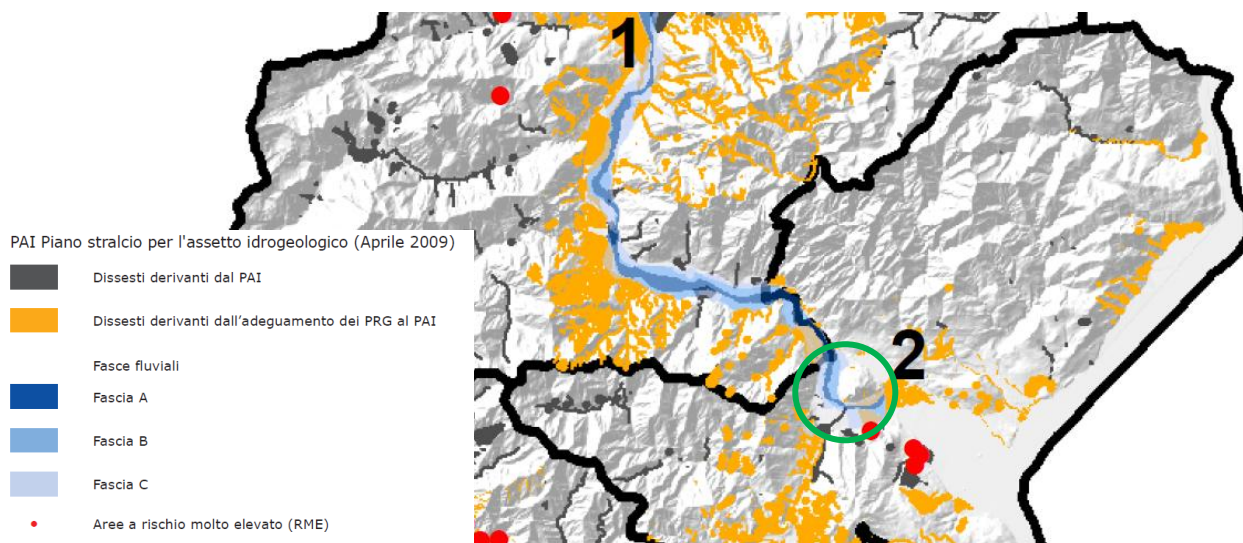 1
2
PAI Piano stralcio per l'assetto idrogeologico (Aprile 2009)
Dissesti derivanti dal PAI
Dissesti derivanti dall'adeguamento dei PRG al PAI
Fasce fluviali
Fascia A
Fascia B
Fascia C
Aree a rischio molto elevato (RME)